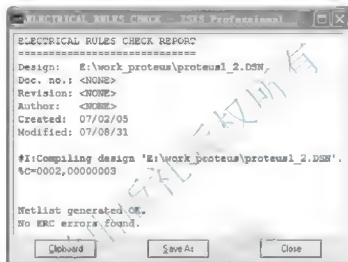 ELECTRICAL RULES CHECK - ISIS Professional
ELECTRICAL RULES CHECK REPORT
=============================
Design: E:\work_proteus\proteus1_2.DSN,
Doc. no.: <NONE>
Revision: <NONE>
Author: <NONE>
Created: 07/02/05
Modified: 07/08/31
#I:Compiling design 'E:\work_proteus\proteus1_2.DSN'.
%C=0002,00000003
Netlist generated OK.
No ERC errors found.
Clipboard Save As Close